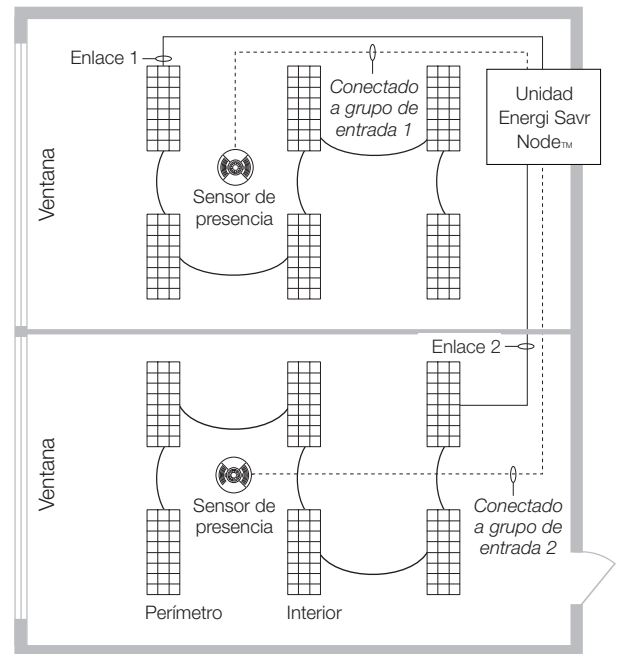 Enlace 1
Conectado
a grupo de
entrada 1
Unidad
Energi Savr
Node™
Ventana
Sensor de
presencia
Enlace 2
Ventana
Sensor de
presencia
Conectado
a grupo de
entrada 2
Perímetro
Interior